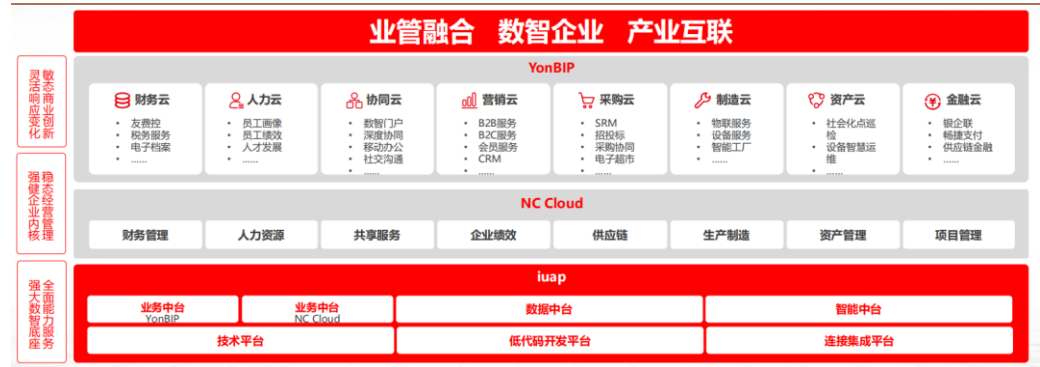 业管融合 数智企业 产业互联
敏态商业创新
灵活响应变化
YonBIP
财务云
• 友费控
• 税务服务
• 电子档案
• ......
人力云
• 员工画像
• 员工绩效
• 人才发展
• ......
协同云
• 数智门户
• 深度协同
• 移动办公
• 社交沟通
• ......
营销云
• B2B服务
• B2C服务
• 会员服务
• CRM
• ......
采购云
• SRM
• 招投标
• 采购协同
• 电子超市
• ......
制造云
• 物联服务
• 设备服务
• 智能工厂
• ......
资产云
• 社会化点巡
检
• 设备智慧运
维
• ......
金融云
• 银企联
• 畅捷支付
• 供应链金融
• ......
稳态经营管理
强健企业内核
NC Cloud
财务管理
人力资源
共享服务
企业绩效
供应链
生产制造
资产管理
项目管理
全面能力服务
强大数智底座
iuap
业务中台
YonBIP
业务中台
NC Cloud
数据中台
智能中台
技术平台
低代码开发平台
连接集成平台